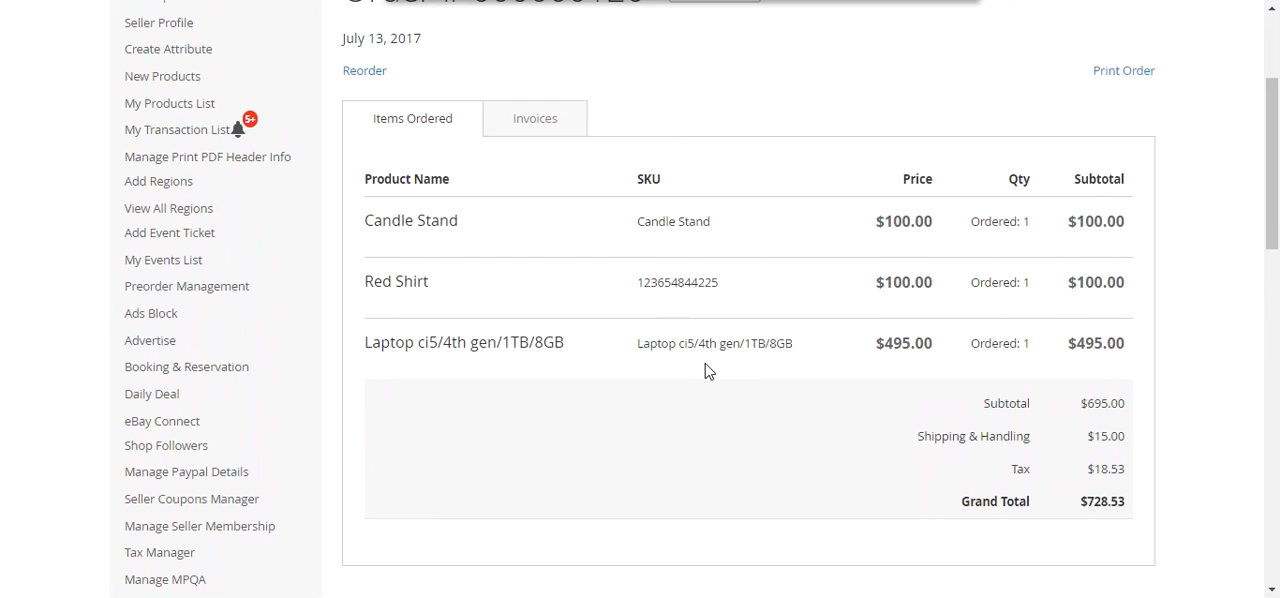 Seller Profile
Create Attribute
New Products
My Products List
My Transaction List 5+
Manage Print PDF Header Info
Add Regions
View All Regions
Add Event Ticket
My Events List
Preorder Management
Ads Block
Advertise
Booking & Reservation
Daily Deal
eBay Connect
Shop Followers
Manage Paypal Details
Seller Coupons Manager
Manage Seller Membership
Tax Manager
Manage MPQA
July 13, 2017
Reorder Print Order
Items Ordered Invoices
Product Name SKU Price Qty Subtotal
Candle Stand Candle Stand $100.00 Ordered: 1 $100.00
Red Shirt 123654844225 $100.00 Ordered: 1 $100.00
Laptop ci5/4th gen/1TB/8GB Laptop ci5/4th gen/1TB/8GB $495.00 Ordered: 1 $495.00
Subtotal $695.00
Shipping & Handling $15.00
Tax $18.53
Grand Total $728.53